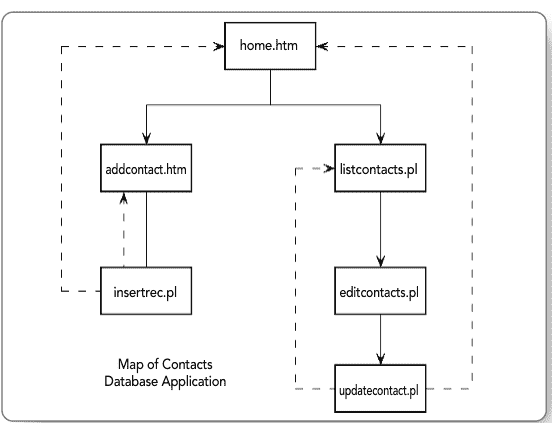 home.htm
addcontact.htm
listcontacts.pl
insertrec.pl
editcontacts.pl
Map of Contacts
Database Application
updatecontact.pl